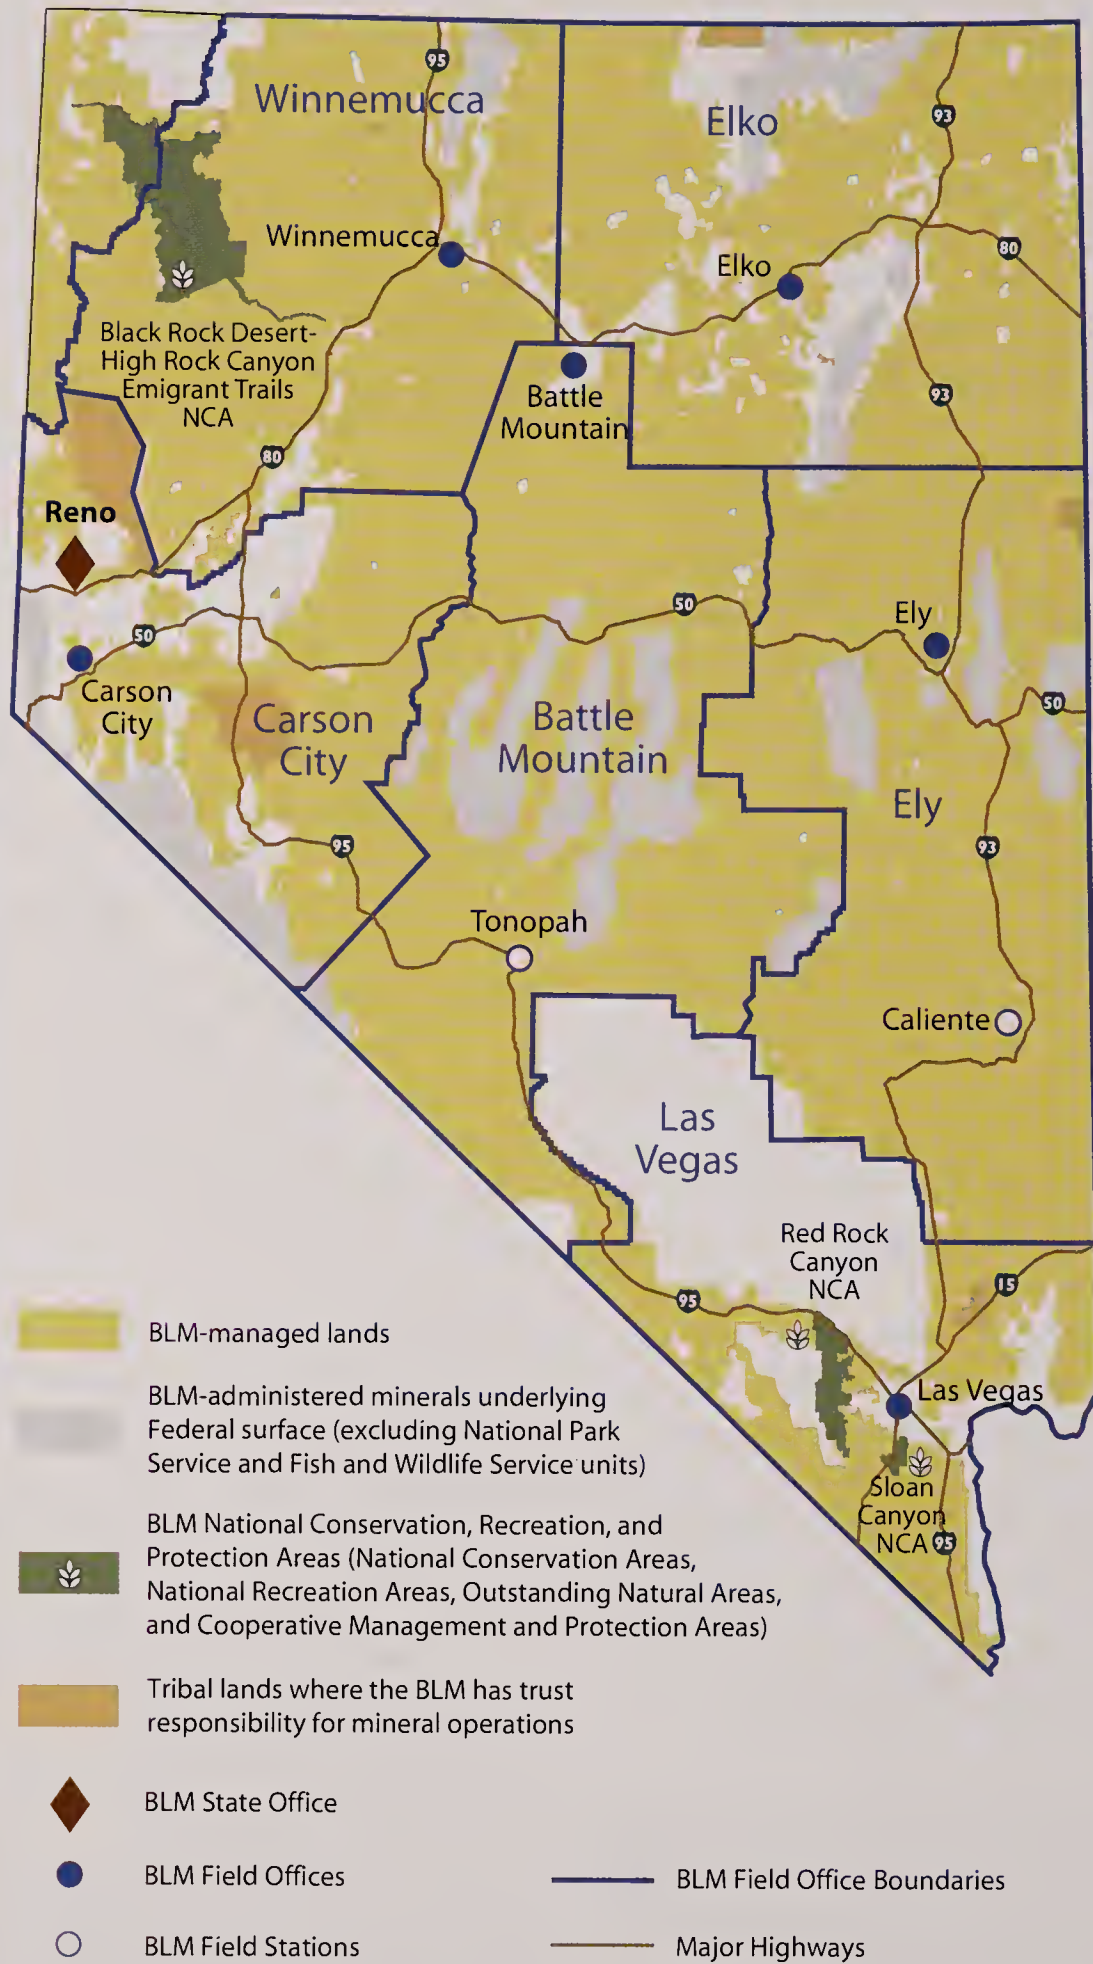 95
Winnemucca
Elko
93
Winnemucca
Elko
80
Black Rock Desert-
High Rock Canyon
Emigrant Trails
NCA
Battle
Mountain
93
80
Reno
50
50
Ely
Carson
City
Carson
City
Battle
Mountain
50
Ely
95
93
Tonopah
Caliente
Las
Vegas
Red Rock
Canyon
NCA
95
15
Las Vegas
Sloan
Canyon
NCA
95
BLM-managed lands
BLM-administered minerals underlying
Federal surface (excluding National Park
Service and Fish and Wildlife Service units)
BLM National Conservation, Recreation, and
Protection Areas (National Conservation Areas,
National Recreation Areas, Outstanding Natural Areas,
and Cooperative Management and Protection Areas)
Tribal lands where the BLM has trust
responsibility for mineral operations
BLM State Office
BLM Field Offices
BLM Field Office Boundaries
BLM Field Stations
Major Highways